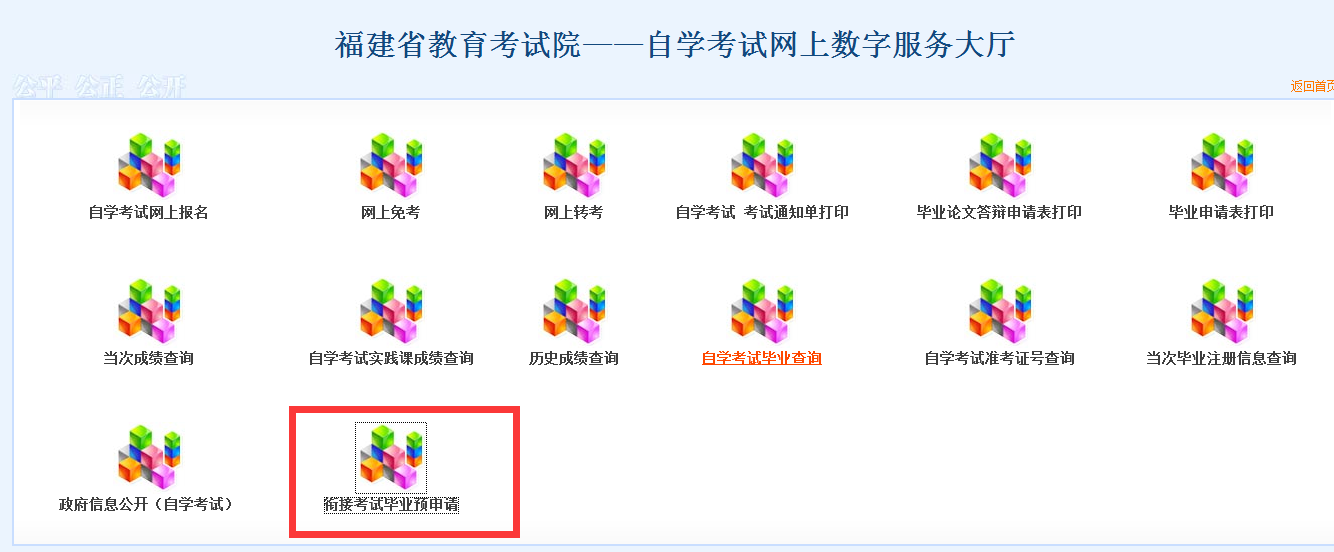 福建省教育考试院——自学考试网上数字服务大厅
公平 公正 公开
返回首页
自学考试网上报名
网上免考
网上转考
自学考试 考试通知单打印
毕业论文答辩申请表打印
毕业申请表打印
当次成绩查询
自学考试实践课成绩查询
历史成绩查询
自学考试毕业查询
自学考试准考证号查询
当次毕业注册信息查询
政府信息公开（自学考试）
衔接考试毕业预申请